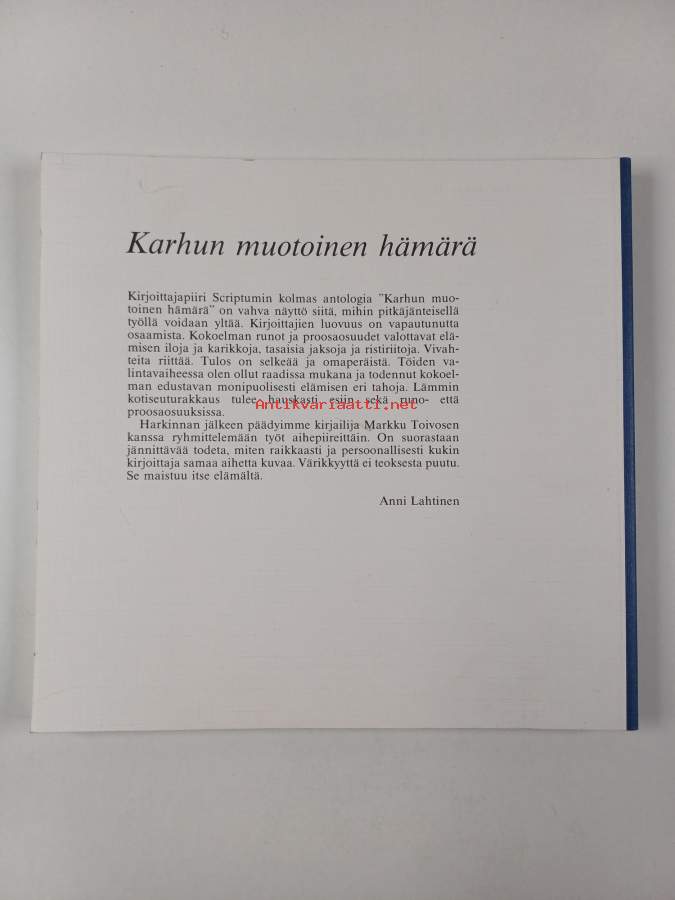 Karhun muotoinen hämärä
Kirjoittajapiiri Scriptumin kolmas antologia "Karhun muo-
toinen hämärä" on vahva näyttö siitä, mihin pitkäjänteisellä
työllä voidaan yltää. Kirjoittajien luovuus on vapautunutta
osaamista. Kokoelman runot ja proosaosuudet valottavat elä-
misen iloja ja karikkoja, tasaisia jaksoja ja ristiriitoja. Vivah-
teita riittää. Tulos on selkeää ja omaperäistä. Töiden va-
lintavaiheessa olen ollut raadissa mukana ja todennut kokoel-
man edustavan monipuolisesti elämisen eri tahoja. Lämmin
kotiseuturakkaus tulee hauskasti esiin sekä runo- että
Antikvariaatti.net
proosaosuuksissa.
Harkinnan jälkeen päädyimme kirjailija Markku Toivosen
kanssa ryhmittelemään työt aihepiireittäin. On suorastaan
jännittävää todeta, miten raikkaasti ja persoonallisesti kukin
kirjoittaja samaa aihetta kuvaa. Värikkyyttä ei teoksesta puutu.
Se maistuu itse elämältä.
Anni Lahtinen